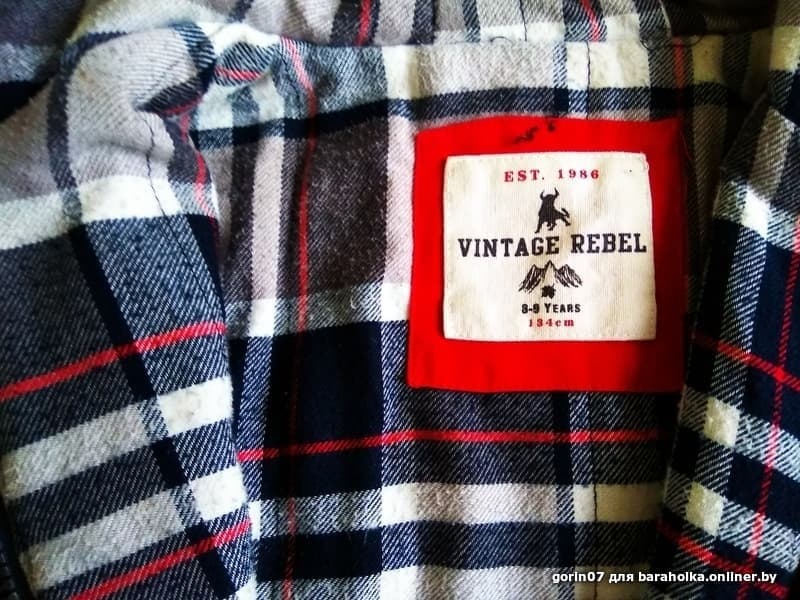 EST. 1986
VINTAGE REBEL
8-9 YEARS
134cm
gorin07 для baraholka.onliner.by